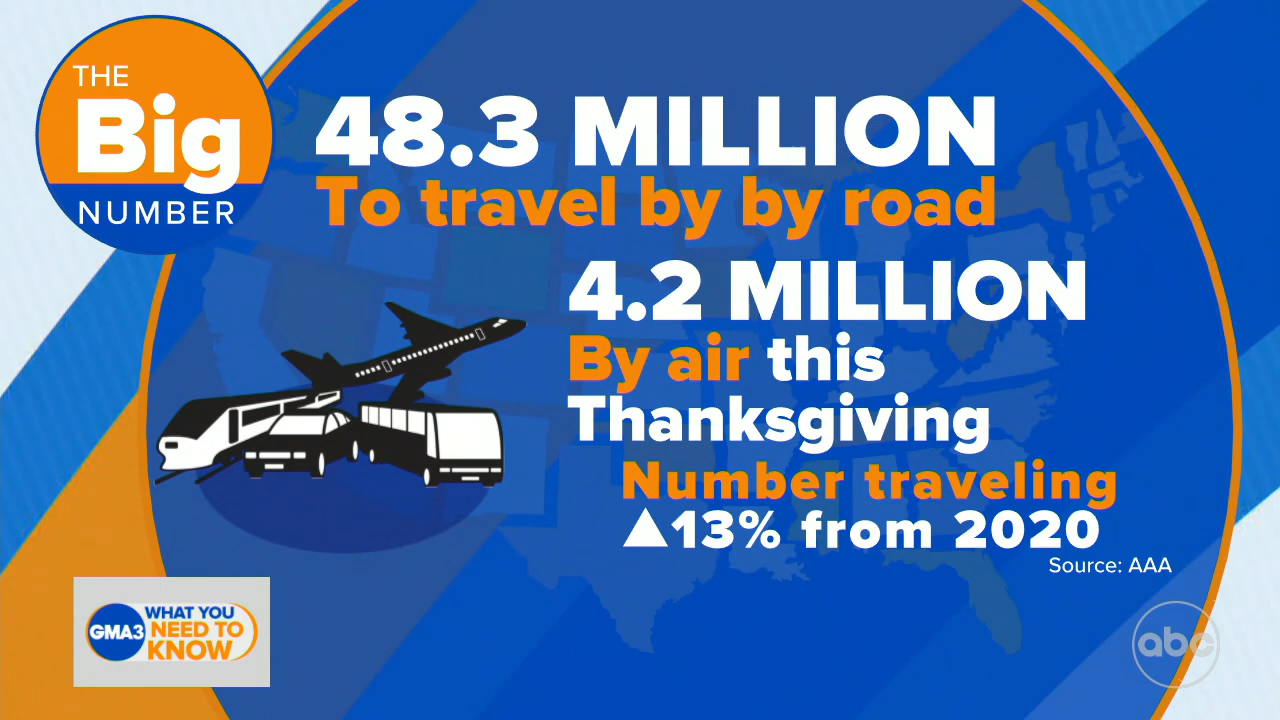 THE
Big
NUMBER
48.3 MILLION
To travel by by road
4.2 MILLION
By air this
Thanksgiving
Number traveling
▲13% from 2020
Source: AAA
GMA3
WHAT YOU
NEED TO
KNOW
abc